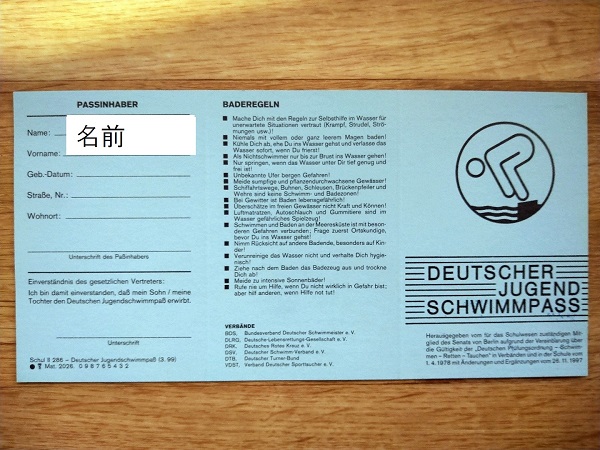 PASSINHABER
Name:
名前
Vorname:
Geb.-Datum:
Straße, Nr.:
Wohnort:
Unterschrift des Paßinhabers
Einverständnis des gesetzlichen Vertreters:
Ich bin damit einverstanden, daß mein Sohn / meine
Tochter den Deutschen Jugendschwimmpaß erwirbt.
Unterschrift
Schul II 286 – Deutscher Jugendschwimmpaß (3. 99)
Mat. 2026 0 9 8 7 6 5 4 3 2
BADEREGELN
Mache Dich mit den Regeln zur Selbsthilfe im Wasser für
unerwartete Situationen vertraut (Krampf, Strudel, Strö-
mungen usw.)!
Niemals mit vollem oder ganz leerem Magen baden!
Kühle Dich ab, ehe Du ins Wasser gehst und verlasse das
Wasser sofort, wenn Du frierst!
Als Nichtschwimmer nur bis zur Brust ins Wasser gehen!
Nur springen, wenn das Wasser unter Dir tief genug und
frei ist!
Unbekannte Ufer bergen Gefahren!
Meide sumpfige und pflanzendurchwachsene Gewässer!
Schiffahrtswege, Buhnen, Schleusen, Brückenpfeiler und
Wehre sind keine Schwimm- und Badezonen!
Bei Gewitter ist Baden lebensgefährlich!
Überschätze im freien Gewässer nicht Kraft und Können!
Luftmatratzen, Autoschlauch und Gummitiere sind im
Wasser gefährliches Spielzeug!
Schwimmen und Baden an der Meeresküste ist mit beson-
deren Gefahren verbunden; Frage zuerst Ortskundige,
bevor Du ins Wasser gehst!
Nimm Rücksicht auf andere Badende, besonders auf Kin-
der!
Verunreinige das Wasser nicht und verhalte Dich hygie-
nisch!
Ziehe nach dem Baden das Badezeug aus und trockne
Dich ab!
Meide zu intensive Sonnenbäder!
Rufe nie um Hilfe, wenn Du nicht wirklich in Gefahr bist;
aber hilf anderen, wenn Hilfe not tut!
VERBÄNDE
BDS, Bundesverband Deutscher Schwimmeister e. V.
DLRG, Deutsche-Lebensrettungs-Gesellschaft e. V.
DRK, Deutsches Rotes Kreuz e. V.
DSV, Deutscher Schwimm-Verband e. V.
DTB, Deutscher Turner-Bund
VDST, Verband Deutscher Sporttaucher e. V.
DEUTSCHER
JUGEND
SCHWIMMPASS
Herausgegeben vom für das Schulwesen zuständigen Mit-
glied des Senats von Berlin aufgrund der Vereinbarung über
die Gültigkeit der „Deutschen Prüfungsordnung – Schwim-
men – Retten – Tauchen" in Verbänden und in der Schule vom
1. 4. 1978 mit Änderungen und Ergänzungen vom 26. 11. 1997